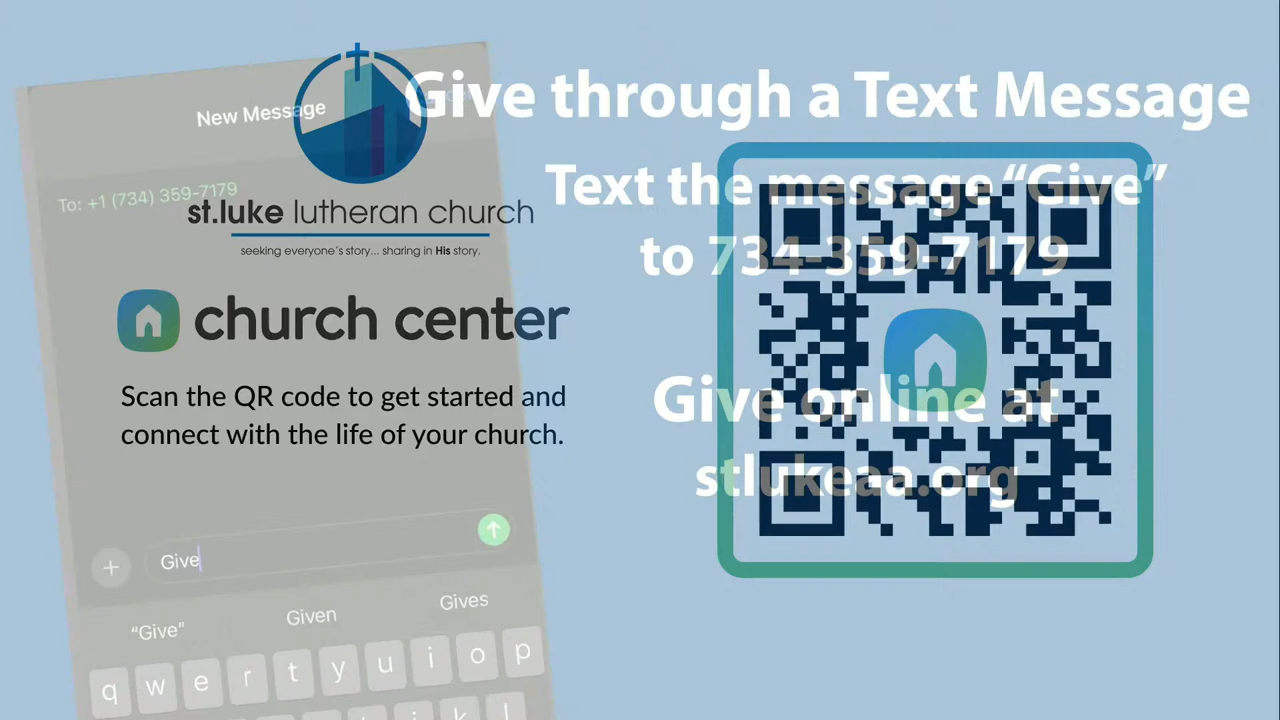 Give through a Text Message
Text the message “Give”
to 734-359-7179
Give online at
stlukeaa.org
st.luke lutheran church
seeking everyone's story... sharing in His story.
church center
Scan the QR code to get started and
connect with the life of your church.
New Message
To: +1 (734) 359-7179
Give
“Give” Given Gives
q w e r t y u i o p
k l